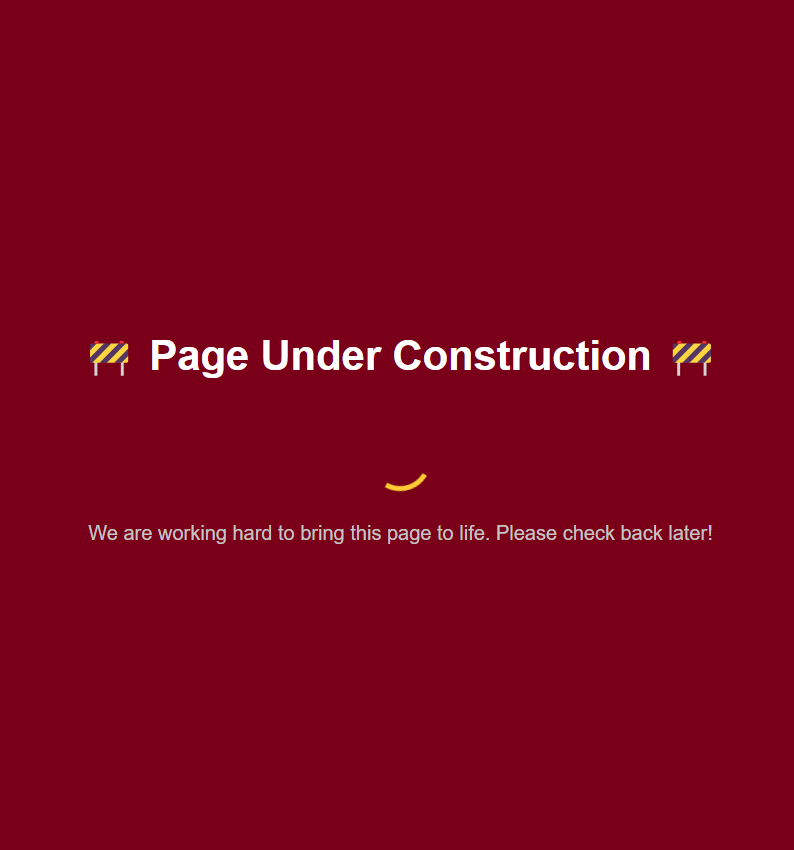 🚧 Page Under Construction 🚧
We are working hard to bring this page to life. Please check back later!